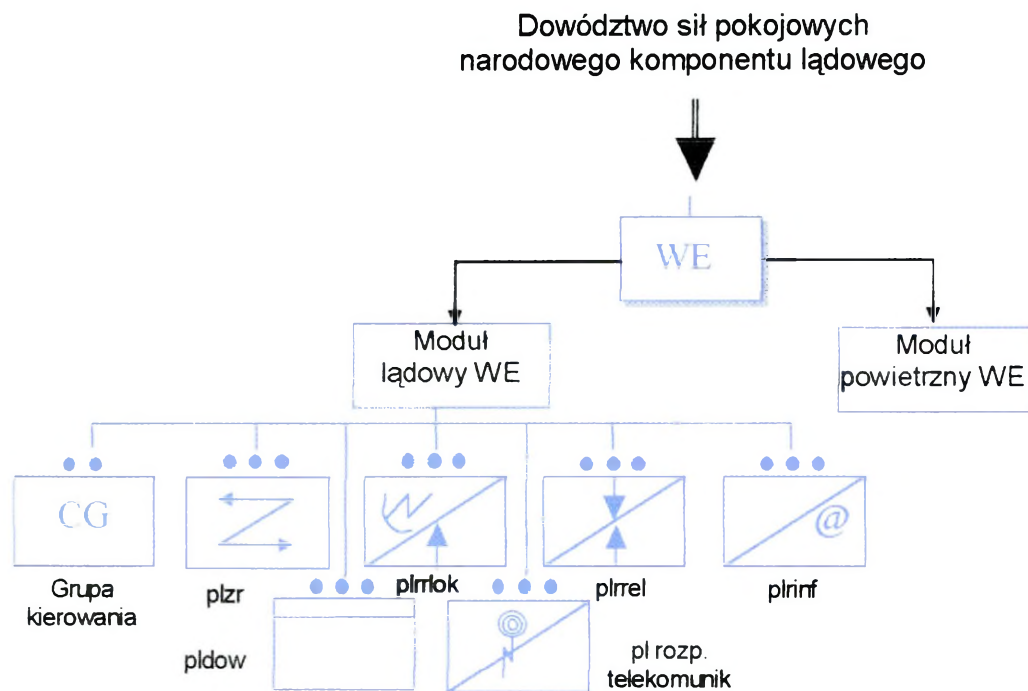 Dowództwo sił pokojowych
narodowego komponentu lądowego
WE
Moduł
lądowy WE
Moduł
powietrzny WE
CG
@
Grupa
kierowania
plzr
plrrlok
plrrel
plrinf
pldow
pl rozp.
telekomunik